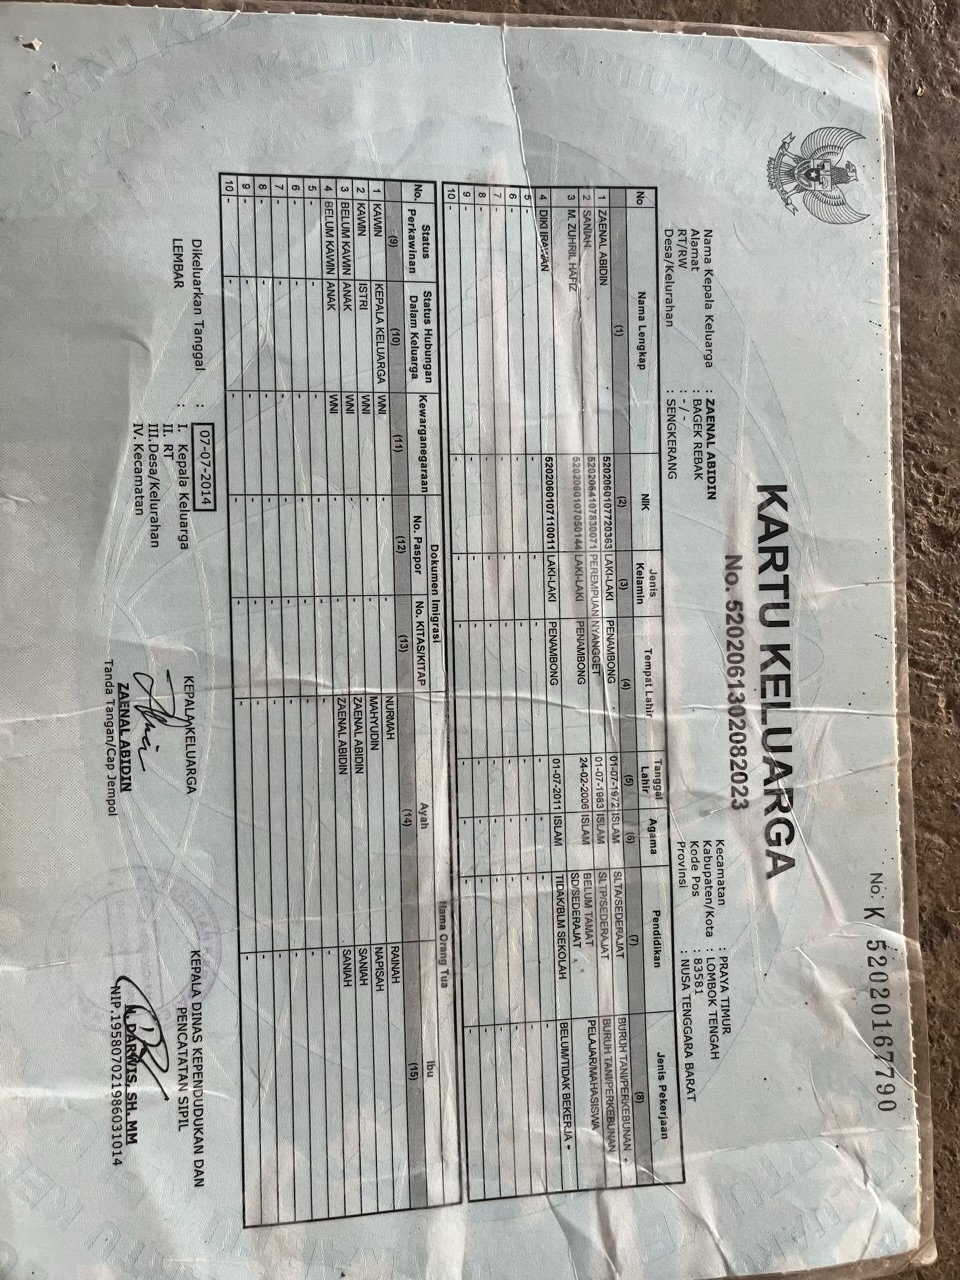 No. K 52020167790
KARTU KELUARGA
No. 5202061302082023
Nama Kepala Keluarga : ZAENAL ABIDIN
Alamat : BAGEK REBAK
RT/RW : -/-
Desa/Kelurahan : SENGKERANG
Kecamatan : PRAYA TIMUR
Kabupaten/Kota : LOMBOK TENGAH
Kode Pos : 83581
Provinsi : NUSA TENGGARA BARAT
No Nama Lengkap NIK Jenis Kelamin Tempat Lahir Tanggal Lahir Agama Pendidikan Jenis Pekerjaan
(1) (2) (3) (4) (5) (6) (7) (8)
1 ZAENAL ABIDIN 5202060107720363 LAKI-LAKI PENAMBONG 01-07-1972 ISLAM SLTA/SEDERAJAT BURUH TANI/PERKEBUNAN
2 SANIAH 5202064107830071 PEREMPUAN NYANGGET 01-07-1983 ISLAM SLTP/SEDERAJAT BURUH TANI/PERKEBUNAN
3 M. ZUHRIL HAFIZ 5202060107050144 LAKI-LAKI PENAMBONG 24-02-2006 ISLAM BELUM TAMAT SD/SEDERAJAT PELAJAR/MAHASISWA
4 DIKI IRAWAN 5202060107110011 LAKI-LAKI PENAMBONG 01-07-2011 ISLAM TIDAK/BLM SEKOLAH BELUM/TIDAK BEKERJA
5 - - - - - - - -
6 - - - - - - - -
7 - - - - - - - -
8 - - - - - - - -
9 - - - - - - - -
10 - - - - - - - -
No. Status Perkawinan Status Hubungan Dalam Keluarga Kewarganegaraan Dokumen Imigrasi Nama Orang Tua
No. Paspor No. KITAS/KITAP Ayah Ibu
(9) (10) (11) (12) (13) (14) (15)
1 KAWIN KEPALA KELUARGA WNI - - NURMAH RAINAH
2 KAWIN ISTRI WNI - - MAHYUDIN NAPISAH
3 BELUM KAWIN ANAK WNI - - ZAENAL ABIDIN SANIAH
4 BELUM KAWIN ANAK WNI - - ZAENAL ABIDIN SANIAH
5 - - - - - - -
6 - - - - - - -
7 - - - - - - -
8 - - - - - - -
9 - - - - - - -
10 - - - - - - -
Dikeluarkan Tanggal : 07-07-2014
LEMBAR : I. Kepala Keluarga
II. RT
III. Desa/Kelurahan
IV. Kecamatan
KEPALA KELUARGA
ZAENAL ABIDIN
Tanda Tangan/Cap Jempol
KEPALA DINAS KEPENDUDUKAN DAN
PENCATATAN SIPIL
DARWIS, SH. MM
NIP.195807021986031014